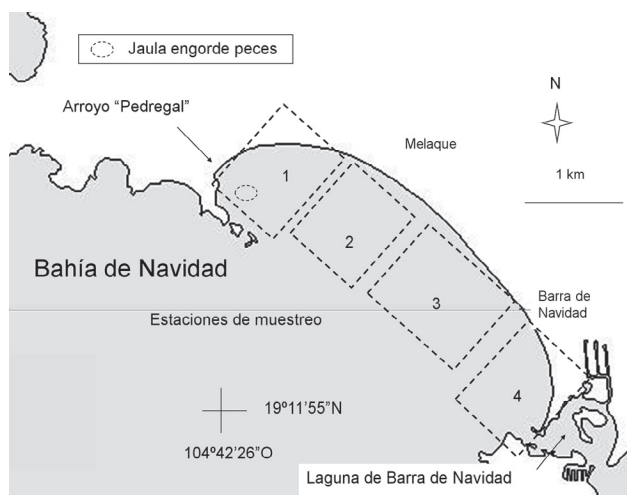 Jaula engorde peces
Arroyo “Pedregal”
N
Melaque
1 km
1
2
3
4
Bahía de Navidad
Estaciones de muestreo
Barra de
Navidad
19º11'55”N
104º42'26”O
Laguna de Barra de Navidad